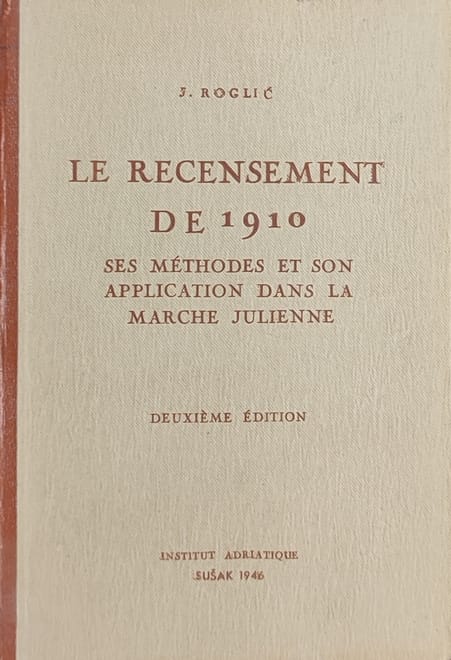 J. ROGLIĆ
LE RECENSEMENT
DE 1910
SES MÉTHODES ET SON
APPLICATION DANS LA
MARCHE JULIENNE
DEUXIÈME ÉDITION
INSTITUT ADRIATIQUE
SUŠAK 1946